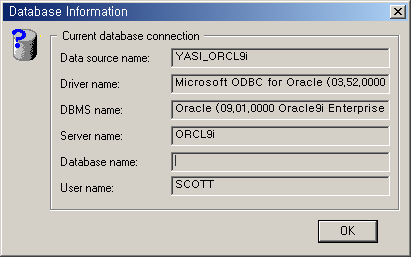 Database Information
Current database connection
Data source name: YASI_ORCL9i
Driver name: Microsoft ODBC for Oracle (03,52,0000
DBMS name: Oracle (09,01,0000 Oracle9i Enterprise
Server name: ORCL9i
Database name:
User name: SCOTT
OK